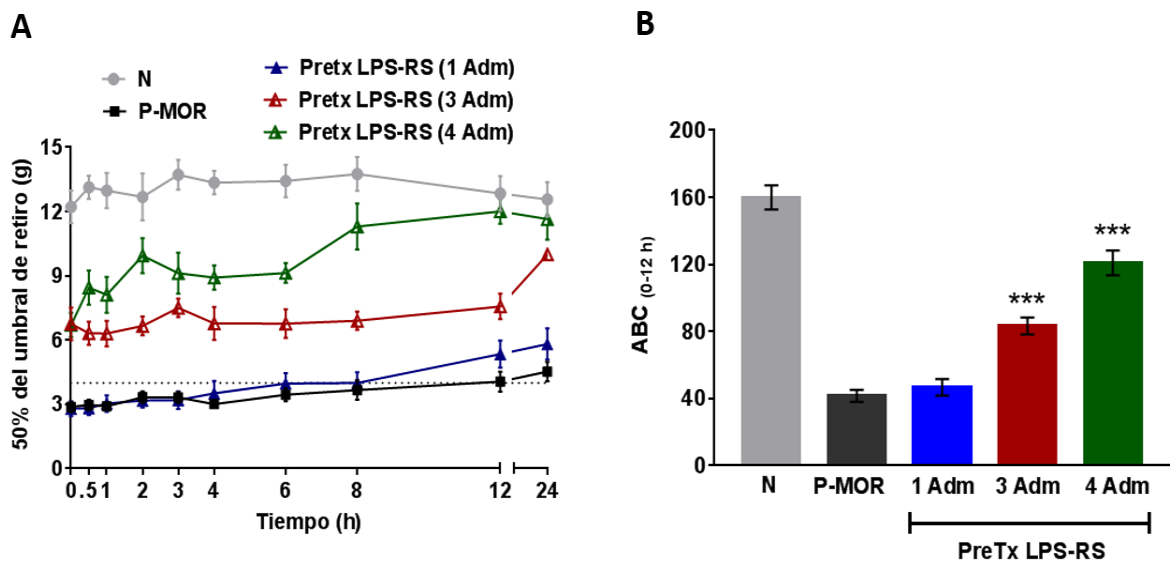 A
N
P-MOR
Pretx LPS-RS (1 Adm)
Pretx LPS-RS (3 Adm)
Pretx LPS-RS (4 Adm)
50% del umbral de retiro (g)
15
12
9
6
3
0
0.5 1 2 3 4 6 8 12 24
Tiempo (h)
B
ABC (0-12 h)
200
160
120
80
40
0
***
***
N P-MOR 1 Adm 3 Adm 4 Adm
PreTx LPS-RS